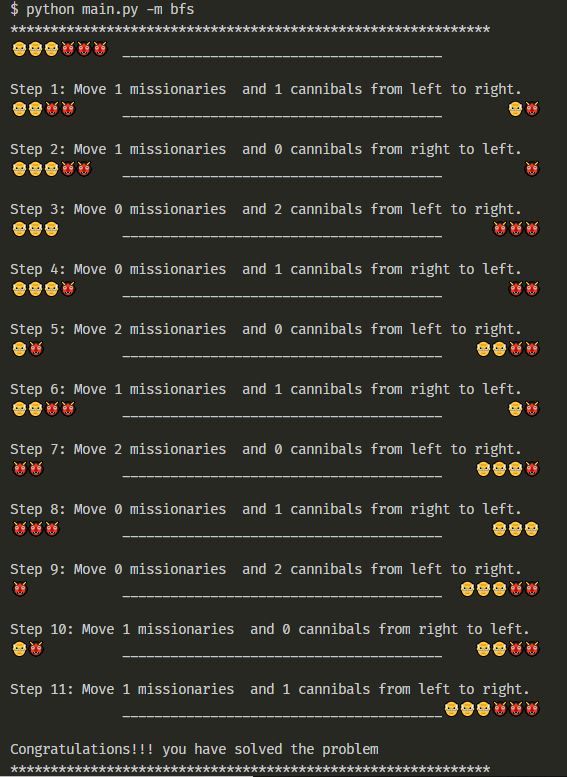 $ python main.py -m bfs
************************************************************
👨‍🦲👨‍🦲👨‍🦲👹👹👹 ________________________________________
Step 1: Move 1 missionaries  and 1 cannibals from left to right.
👨‍🦲👨‍🦲👹👹 ________________________________________ 👨‍🦲👹
Step 2: Move 1 missionaries  and 0 cannibals from right to left.
👨‍🦲👨‍🦲👨‍🦲👹👹 ________________________________________ 👹
Step 3: Move 0 missionaries  and 2 cannibals from left to right.
👨‍🦲👨‍🦲👨‍🦲 ________________________________________ 👹👹👹
Step 4: Move 0 missionaries  and 1 cannibals from right to left.
👨‍🦲👨‍🦲👨‍🦲👹 ________________________________________ 👹👹
Step 5: Move 2 missionaries  and 0 cannibals from left to right.
👨‍🦲👹 ________________________________________ 👨‍🦲👨‍🦲👹👹
Step 6: Move 1 missionaries  and 1 cannibals from right to left.
👨‍🦲👨‍🦲👹👹 ________________________________________ 👨‍🦲👹
Step 7: Move 2 missionaries  and 0 cannibals from left to right.
👹👹 ________________________________________ 👨‍🦲👨‍🦲👨‍🦲👹
Step 8: Move 0 missionaries  and 1 cannibals from right to left.
👹👹👹 ________________________________________ 👨‍🦲👨‍🦲👨‍🦲
Step 9: Move 0 missionaries  and 2 cannibals from left to right.
👹 ________________________________________ 👨‍🦲👨‍🦲👨‍🦲👹👹
Step 10: Move 1 missionaries  and 0 cannibals from right to left.
👨‍🦲👹 ________________________________________ 👨‍🦲👨‍🦲👹👹
Step 11: Move 1 missionaries  and 1 cannibals from left to right.
________________________________________👨‍🦲👨‍🦲👨‍🦲👹👹👹
Congratulations!!! you have solved the problem
************************************************************